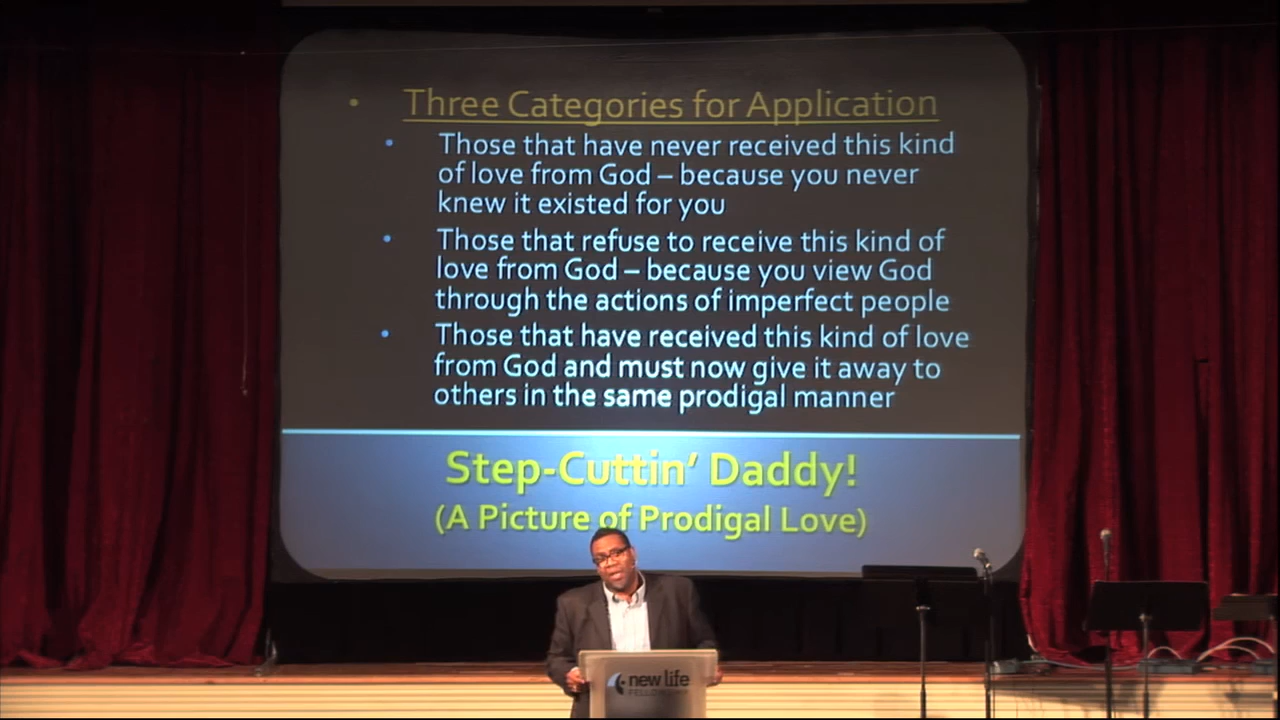 • Three Categories for Application
• Those that have never received this kind
of love from God – because you never
knew it existed for you
• Those that refuse to receive this kind of
love from God – because you view God
through the actions of imperfect people
• Those that have received this kind of love
from God and must now give it away to
others in the same prodigal manner
Step-Cuttin’ Daddy!
(A Picture of Prodigal Love)
new life
FELLOWSHIP